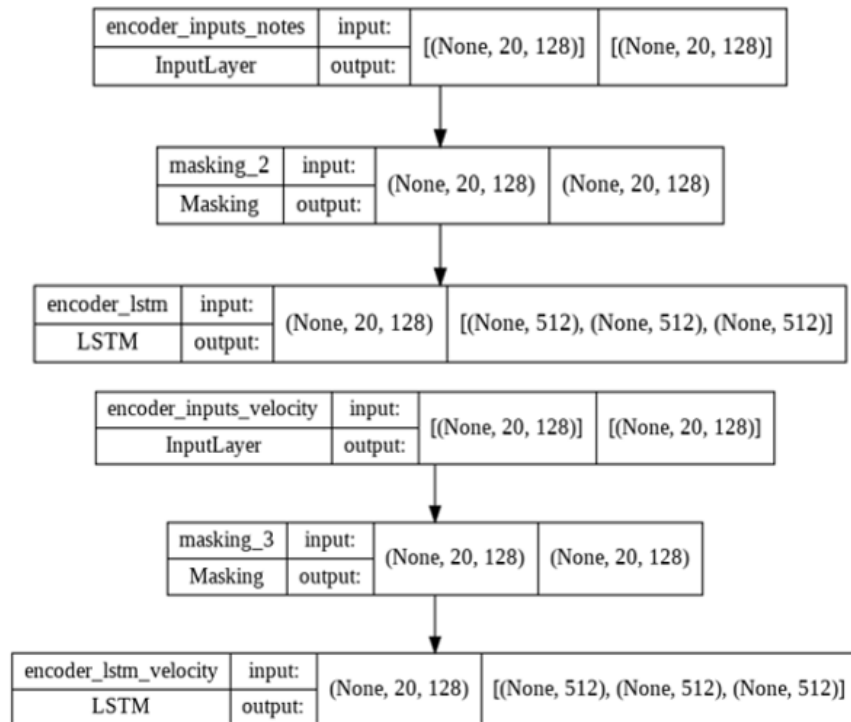 encoder_inputs_notes input: [(None, 20, 128)] [(None, 20, 128)]
InputLayer output:
masking_2 input: (None, 20, 128) (None, 20, 128)
Masking output:
encoder_lstm input: (None, 20, 128) [(None, 512), (None, 512), (None, 512)]
LSTM output:
encoder_inputs_velocity input: [(None, 20, 128)] [(None, 20, 128)]
InputLayer output:
masking_3 input: (None, 20, 128) (None, 20, 128)
Masking output:
encoder_lstm_velocity input: (None, 20, 128) [(None, 512), (None, 512), (None, 512)]
LSTM output: